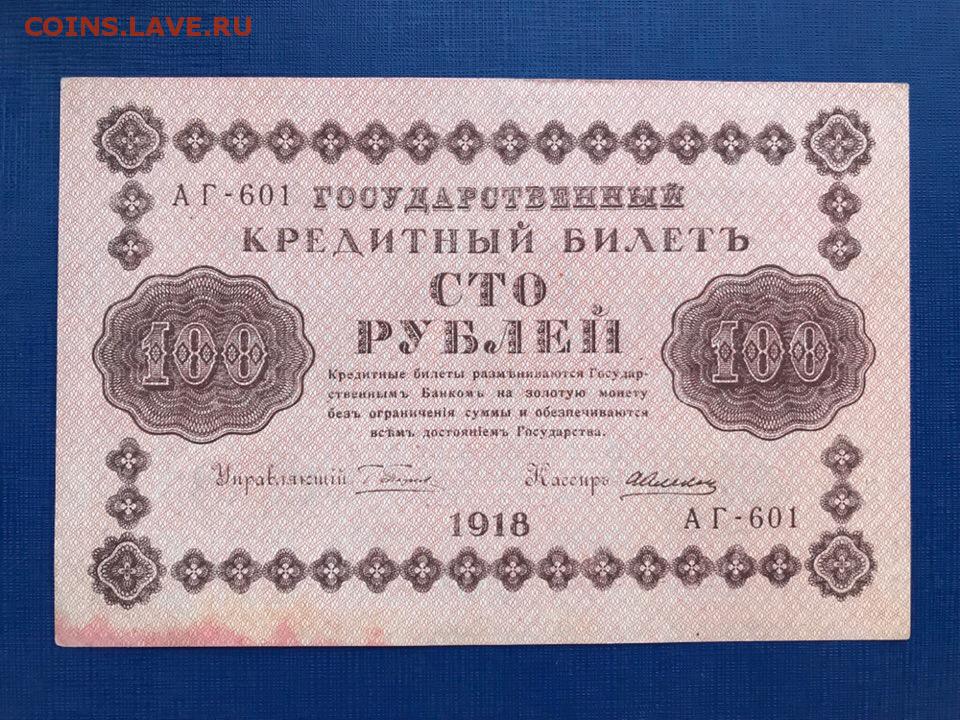 COINS.LAVE.RU
АГ-601 ГОСУДАРСТВЕННЫЙ
КРЕДИТНЫЙ БИЛЕТЪ
СТО
РУБЛЕЙ
100 100
Кредитные билеты размѣниваются Государ-
ственнымъ Банкомъ на золотую монету
безъ ограниченія суммы и обезпечиваются
всѣмъ достояніемъ Государства.
Управляющій Кассиръ
1918 АГ-601